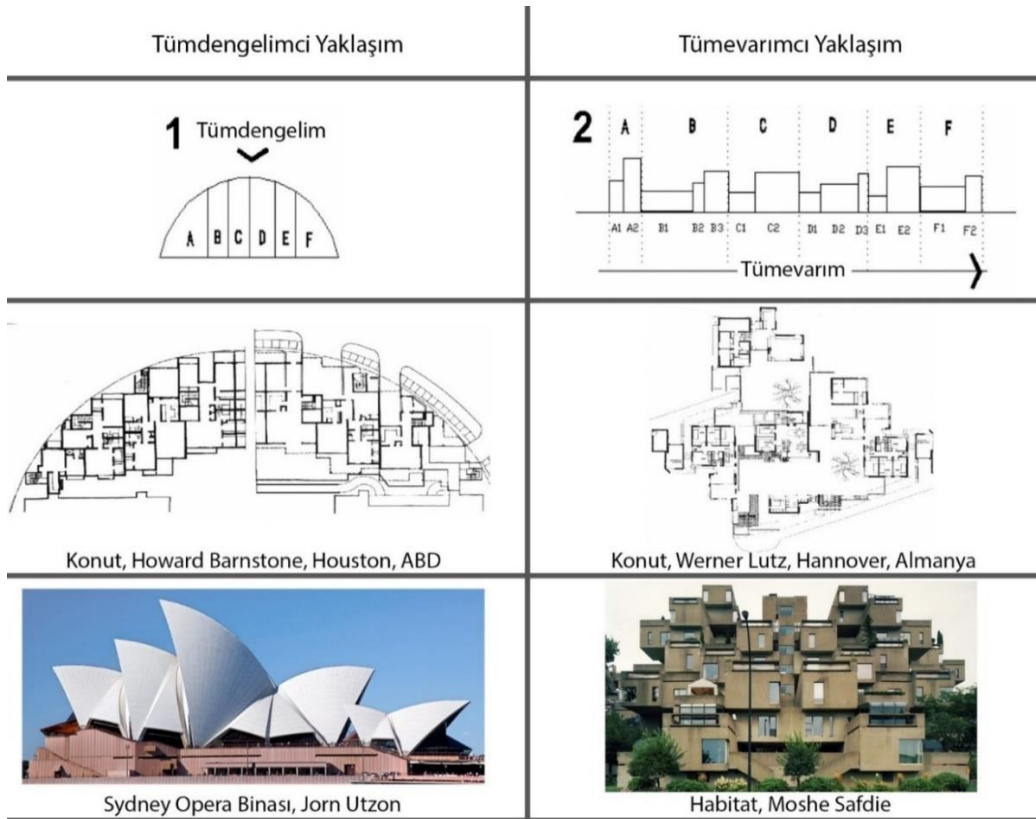 Tümdengelimci Yaklaşım
Tümevarımcı Yaklaşım
1 Tümdengelim
A B C D E F
2
A B C D E F
A1 A2 B1 B2 B3 C1 C2 D1 D2 D3 E1 E2 F1 F2
Tümevarım
Konut, Howard Barnstone, Houston, ABD
Konut, Werner Lutz, Hannover, Almanya
Sydney Opera Binası, Jorn Utzon
Habitat, Moshe Safdie